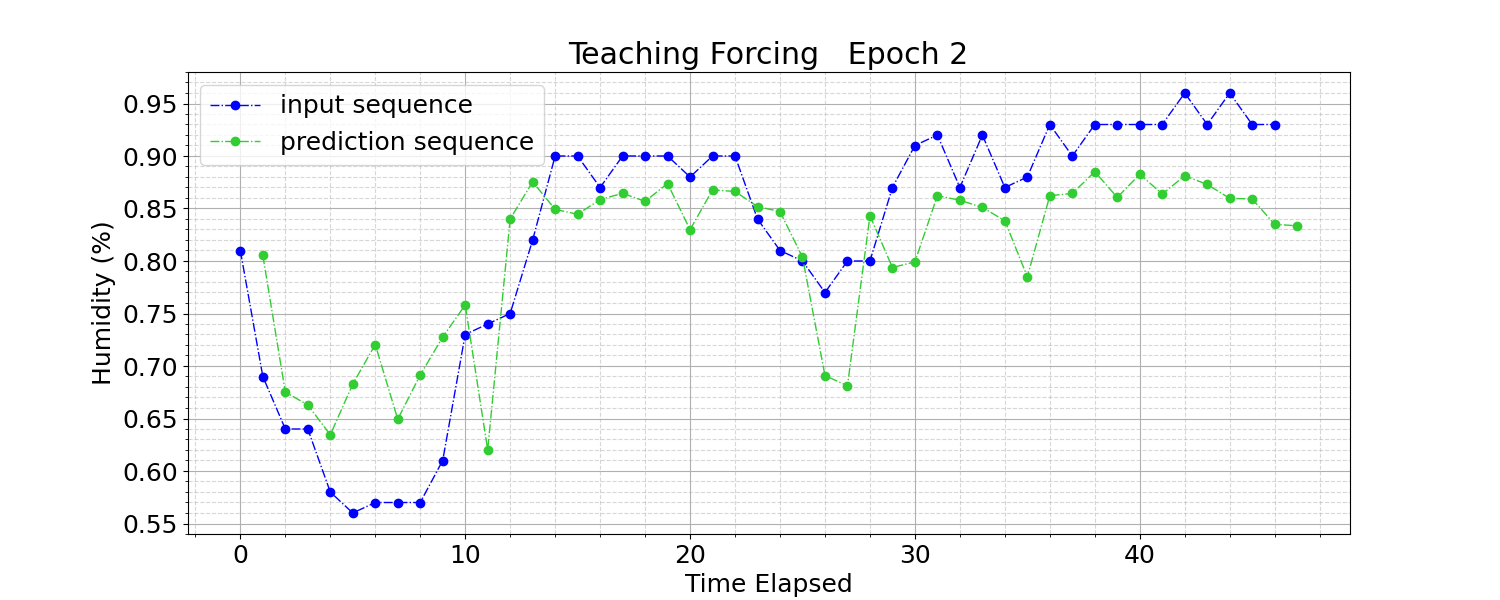 Teaching Forcing   Epoch 2
input sequence
prediction sequence
Humidity (%)
0.95
0.90
0.85
0.80
0.75
0.70
0.65
0.60
0.55
0 10 20 30 40
Time Elapsed